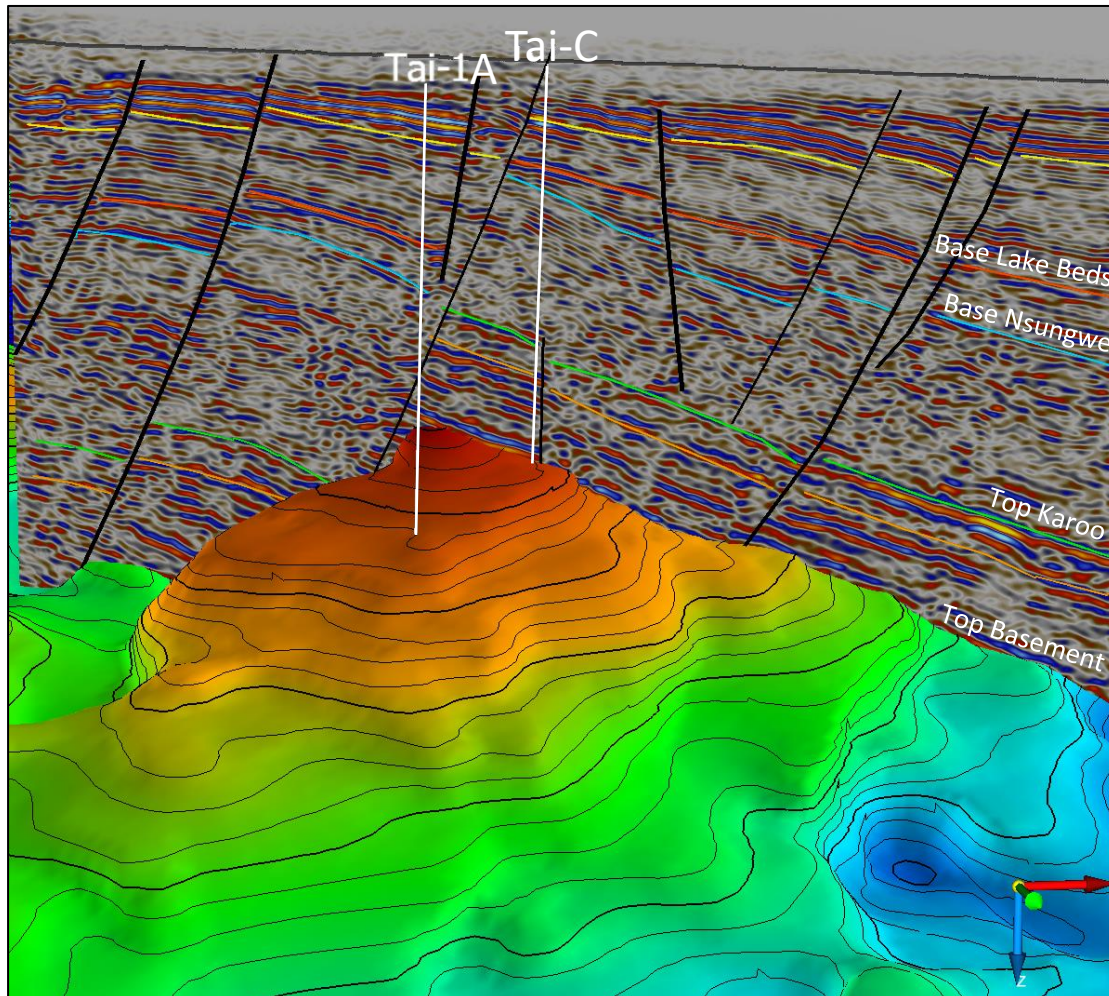 Tai-1A
Tai-C
Base Lake Beds
Base Nsungwe
Top Karoo
Top Basement
z